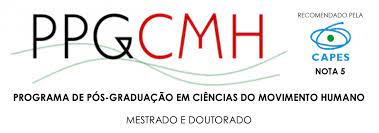 PPGCMH
RECOMENDADO PELA
CAPES
NOTA 5
PROGRAMA DE PÓS-GRADUAÇÃO EM CIÊNCIAS DO MOVIMENTO HUMANO
MESTRADO E DOUTORADO